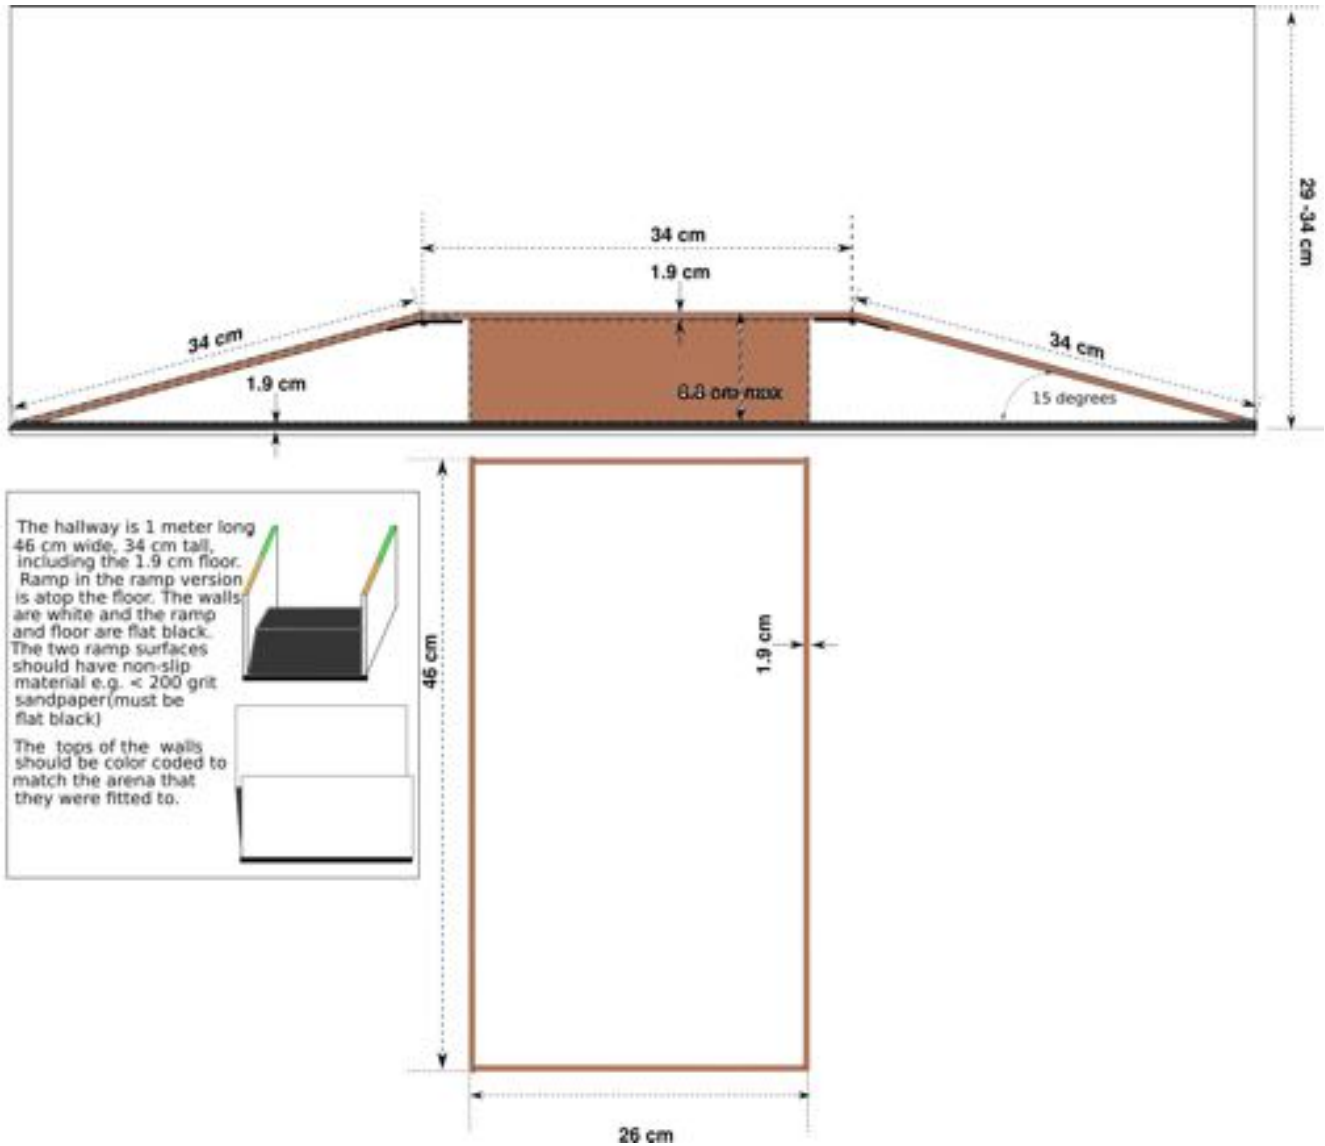 29 -34 cm
34 cm
1.9 cm
34 cm
34 cm
1.9 cm
8.8 cm max
15 degrees
The hallway is 1 meter long,
46 cm wide, 34 cm tall,
including the 1.9 cm floor.
Ramp in the ramp version
is atop the floor. The walls
are white and the ramp
and floor are flat black.
The two ramp surfaces
should have non-slip
material e.g. < 200 grit
sandpaper(must be
flat black)
The tops of the walls
should be color coded to
match the arena that
they were fitted to.
46 cm
1.9 cm
26 cm